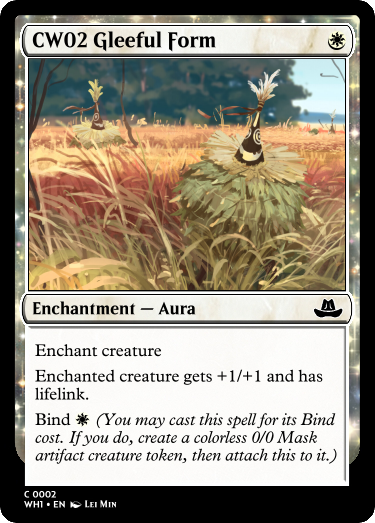 CW02 Gleeful Form
Enchantment — Aura
Enchant creature
Enchanted creature gets +1/+1 and has
lifelink.
Bind (You may cast this spell for its Bind
cost. If you do, create a colorless 0/0 Mask
artifact creature token, then attach this to it.)
C 0002
WH1 • EN Lei Min